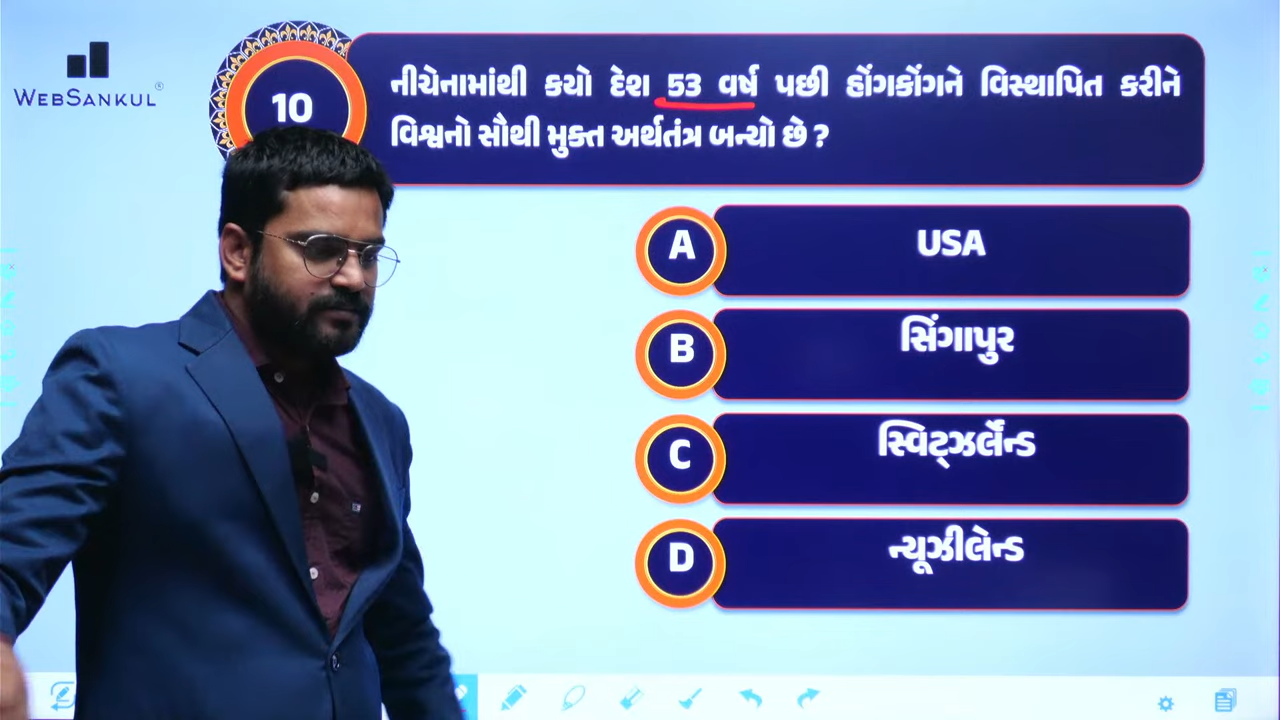 WEBSANKUL®
10
નીચેનામાંથી કયો દેશ 53 વર્ષ પછી હોંગકોંગને વિસ્થાપિત કરીને
વિશ્વનો સૌથી મુક્ત અર્થતંત્ર બન્યો છે ?
A USA
B સિંગાપુર
C સ્વિટ્ઝર્લૅન્ડ
D ન્યૂઝીલેન્ડ